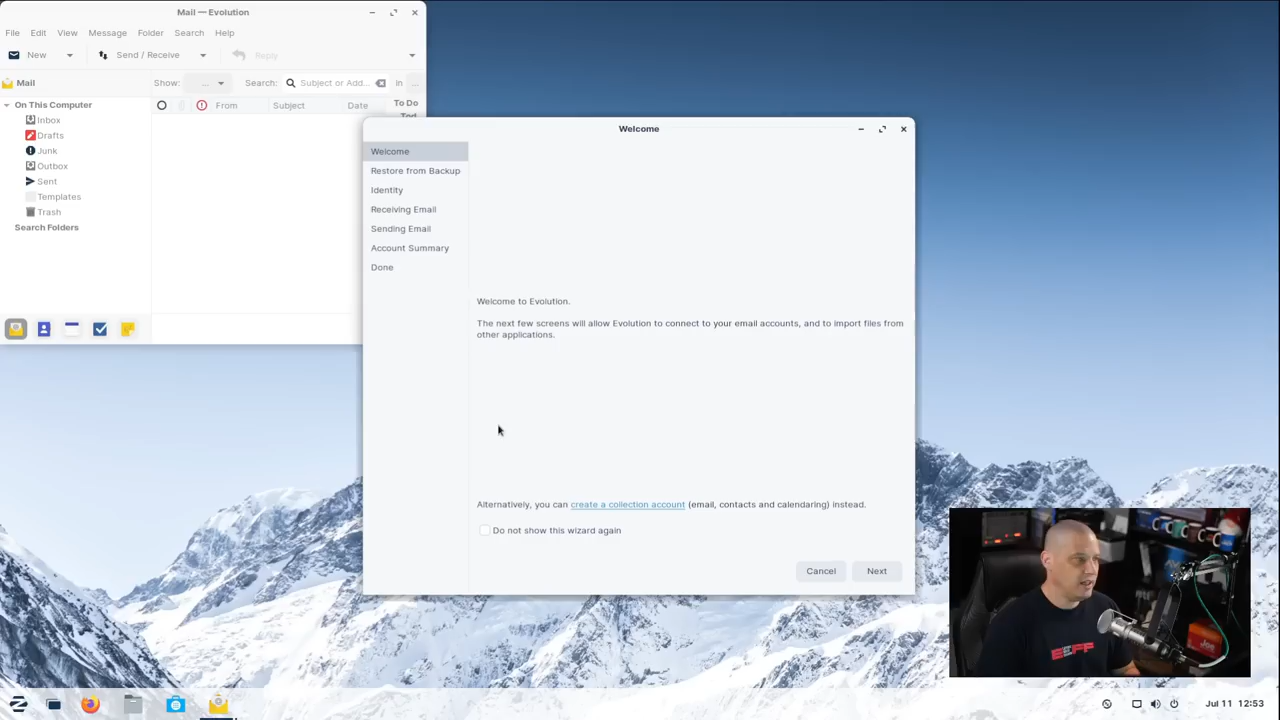 Mail — Evolution
File Edit View Message Folder Search Help
New Send / Receive Reply
Mail
Show: ... Search: Subject or Add... In ...
On This Computer
From Subject Date
To Do
Inbox
Drafts
Junk
Outbox
Sent
Templates
Trash
Search Folders
Welcome
Welcome
Restore from Backup
Identity
Receiving Email
Sending Email
Account Summary
Done
Welcome to Evolution.
The next few screens will allow Evolution to connect to your email accounts, and to import files from
other applications.
Alternatively, you can create a collection account (email, contacts and calendaring) instead.
Do not show this wizard again
Cancel Next
Jul 11 12:53